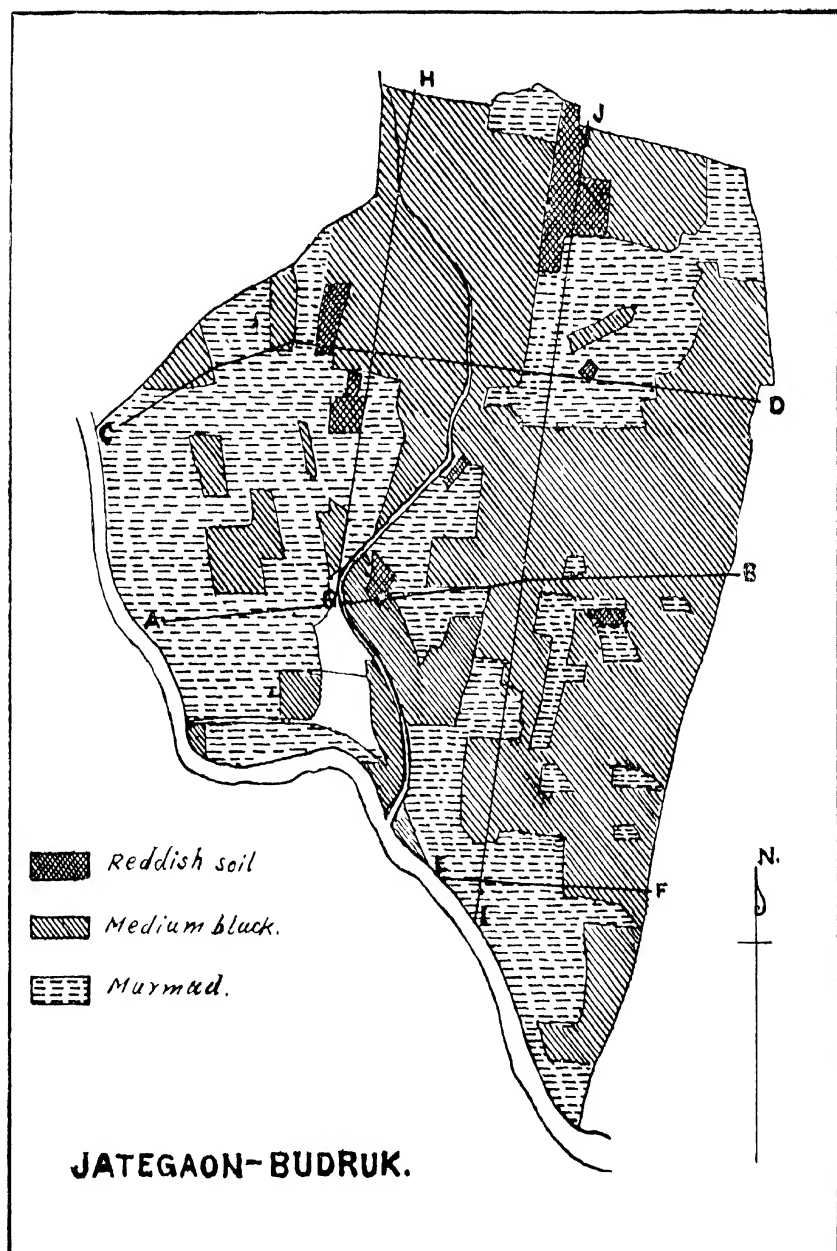 H
J
C
D
A
G
B
E
F
I
N.
Reddish soil
Medium black.
Murmad.
JATEGAON-BUDRUK.